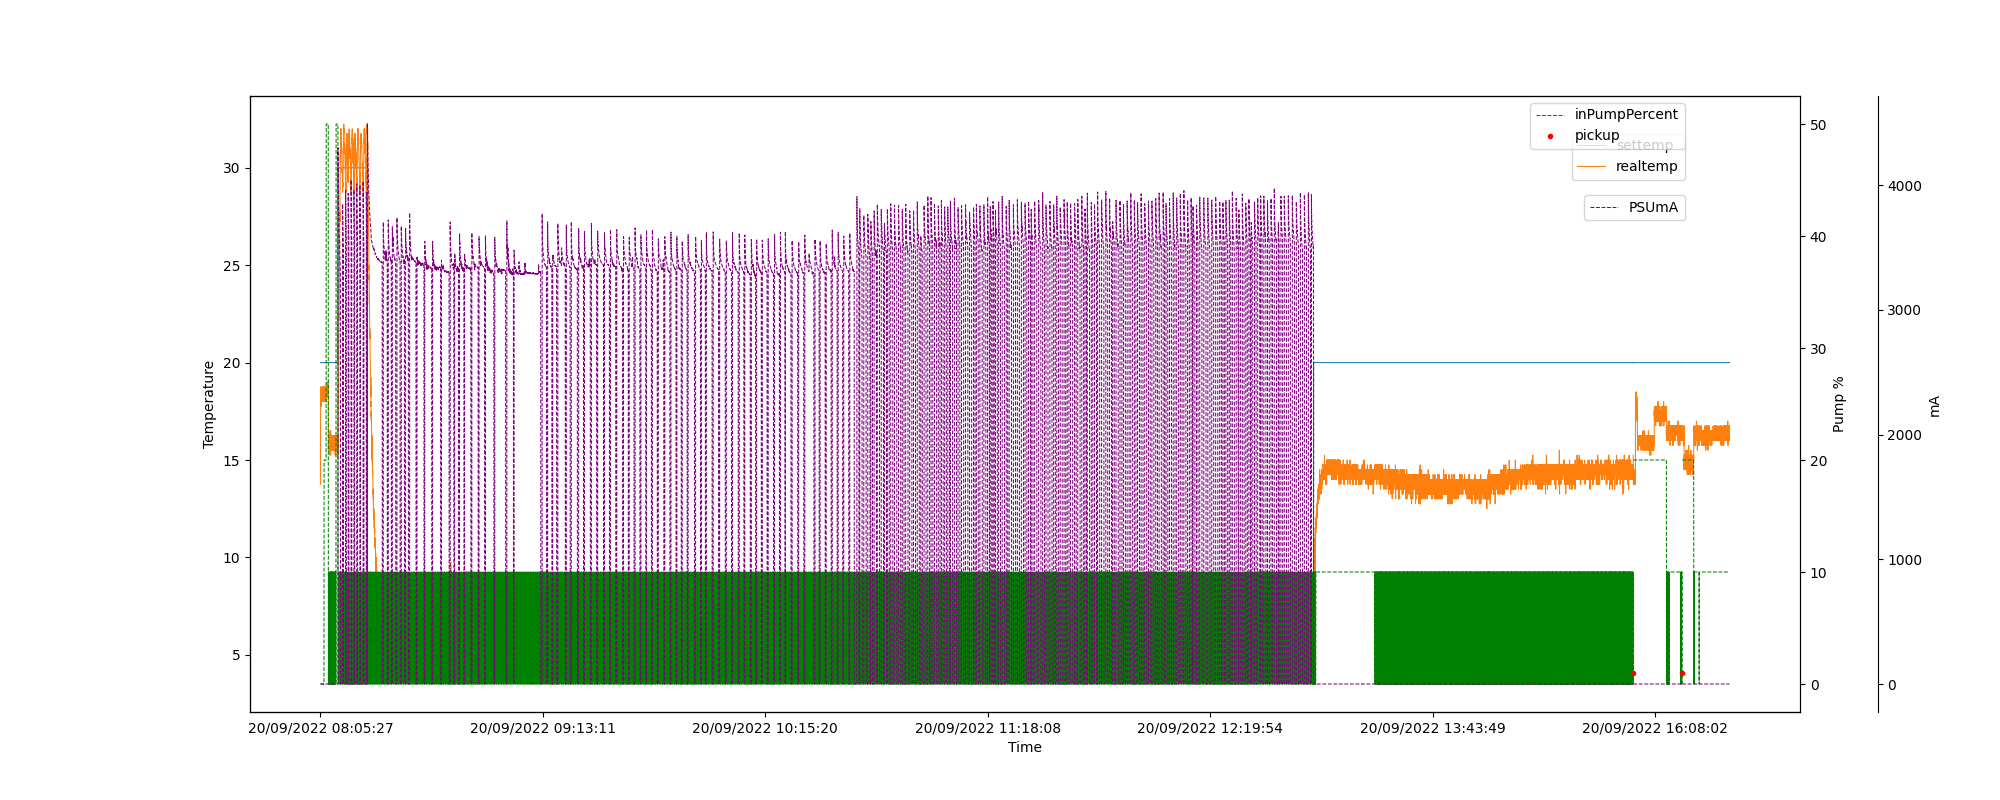 inPumpPercent
pickup
settemp
realtemp
PSUmA
30
25
20
15
10
5
Temperature
50
40
30
20
10
0
Pump %
4000
3000
2000
1000
0
mA
20/09/2022 08:05:27
20/09/2022 09:13:11
20/09/2022 10:15:20
20/09/2022 11:18:08
20/09/2022 12:19:54
20/09/2022 13:43:49
20/09/2022 16:08:02
Time